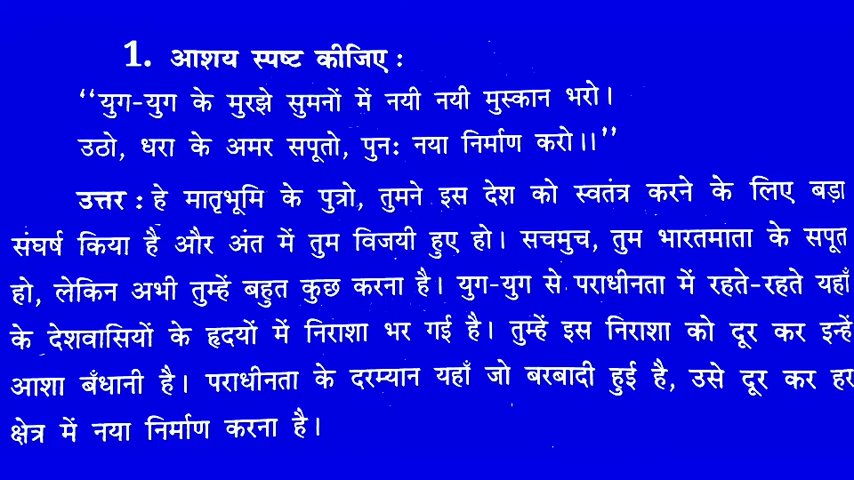 1. आशय स्पष्ट कीजिए :
“युग-युग के मुरझे सुमनों में नयी नयी मुस्कान भरो।
उठो, धरा के अमर सपूतो, पुनः नया निर्माण करो।।”
उत्तर : हे मातृभूमि के पुत्रो, तुमने इस देश को स्वतंत्र करने के लिए बड़ा
संघर्ष किया है और अंत में तुम विजयी हुए हो। सचमुच, तुम भारतमाता के सपूत
हो, लेकिन अभी तुम्हें बहुत कुछ करना है। युग-युग से पराधीनता में रहते-रहते यहाँ
के देशवासियों के हृदयों में निराशा भर गई है। तुम्हें इस निराशा को दूर कर इन्हें
आशा बँधानी है। पराधीनता के दरम्यान यहाँ जो बरबादी हुई है, उसे दूर कर हर
क्षेत्र में नया निर्माण करना है।